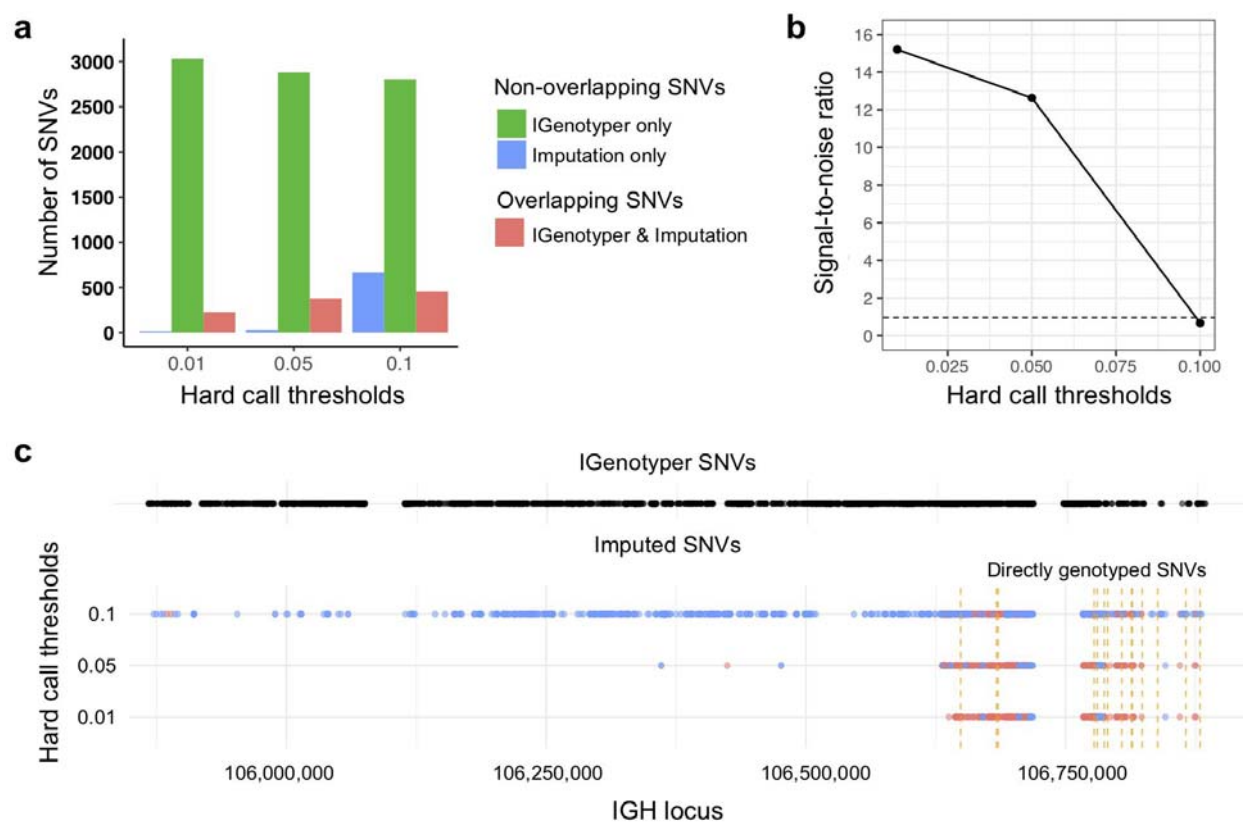 a
Number of SNVs
3000
2500
2000
1500
1000
500
0
0.01 0.05 0.1
Hard call thresholds
Non-overlapping SNVs
IGenotyper only
Imputation only
Overlapping SNVs
IGenotyper & Imputation
b
Signal-to-noise ratio
16
14
12
10
8
6
4
2
0
0.025 0.050 0.075 0.100
Hard call thresholds
c
IGenotyper SNVs
Imputed SNVs
Directly genotyped SNVs
Hard call thresholds
0.1
0.05
0.01
106,000,000 106,250,000 106,500,000 106,750,000
IGH locus